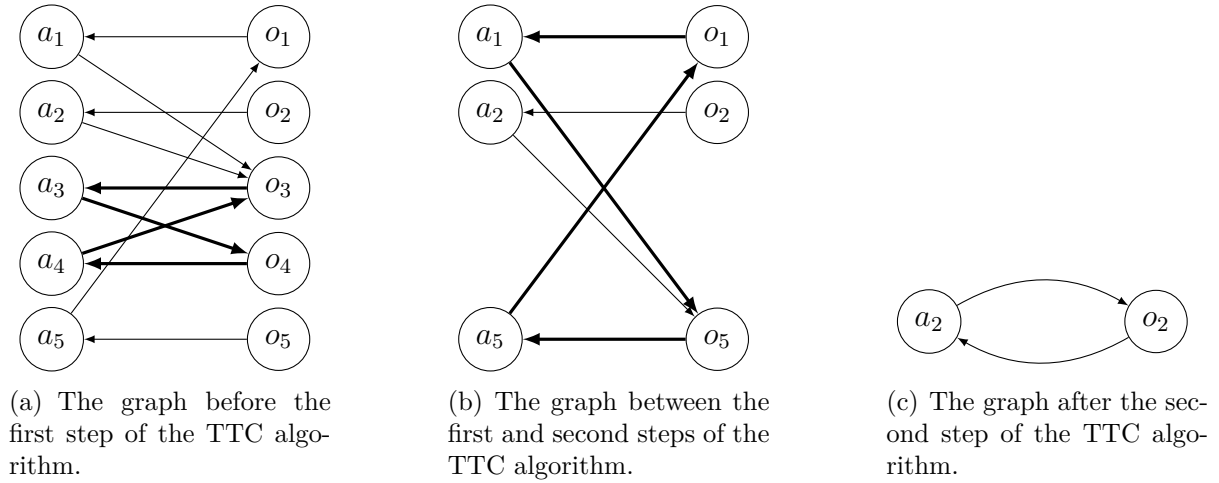 a₁ o₁ a₁ o₁
a₂ o₂ a₂ o₂
a₃ o₃
a₄ o₄
a₂ o₂
a₅ o₅ a₅ o₅
(a) The graph before the
first step of the TTC algo-
rithm.
(b) The graph between the
first and second steps of the
TTC algorithm.
(c) The graph after the sec-
ond step of the TTC algo-
rithm.